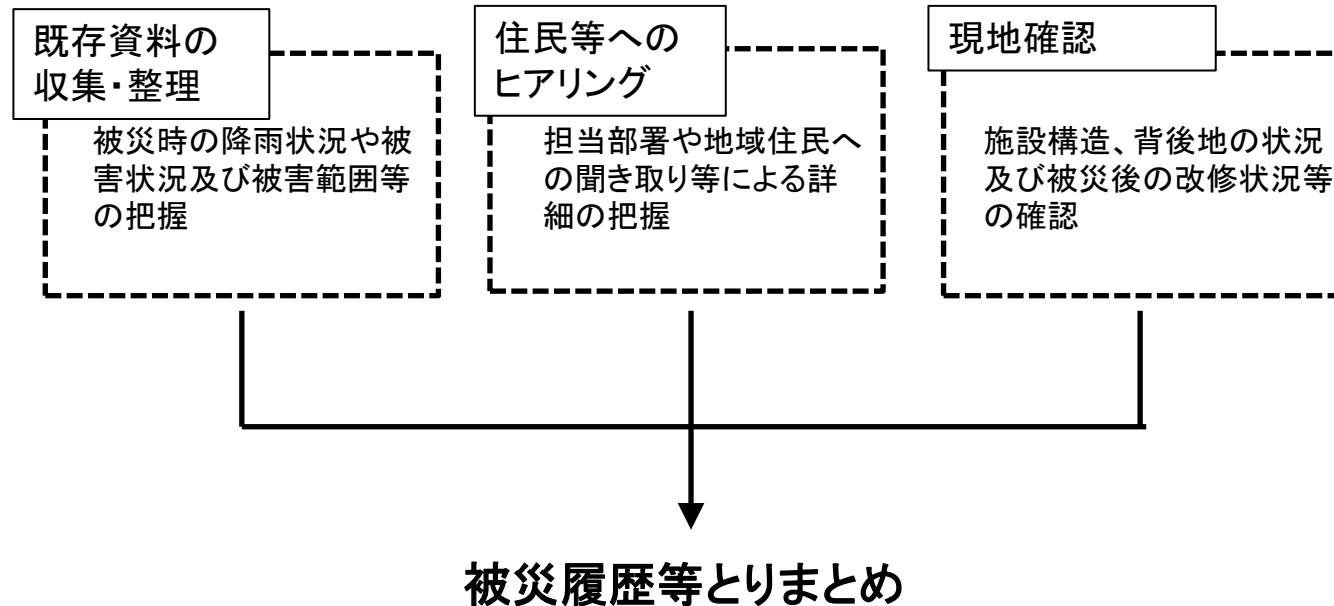 既存資料の
収集・整理
被災時の降雨状況や被
害状況及び被害範囲等
の把握
住民等への
ヒアリング
担当部署や地域住民へ
の聞き取り等による詳
細の把握
現地確認
施設構造、背後地の状況
及び被災後の改修状況等
の確認
被災履歴等とりまとめ